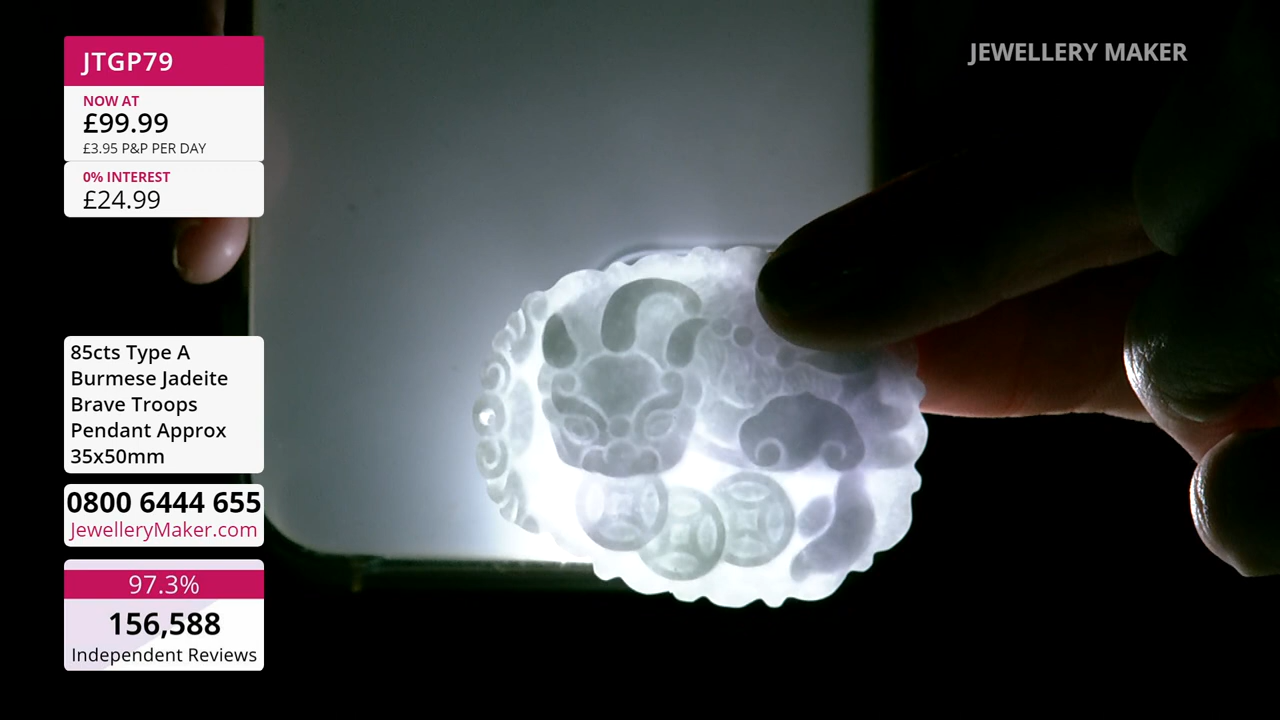 JTGP79
NOW AT
£99.99
£3.95 P&P PER DAY
0% INTEREST
£24.99
85cts Type A
Burmese Jadeite
Brave Troops
Pendant Approx
35x50mm
0800 6444 655
JewelleryMaker.com
97.3%
156,588
Independent Reviews
JEWELLERY MAKER